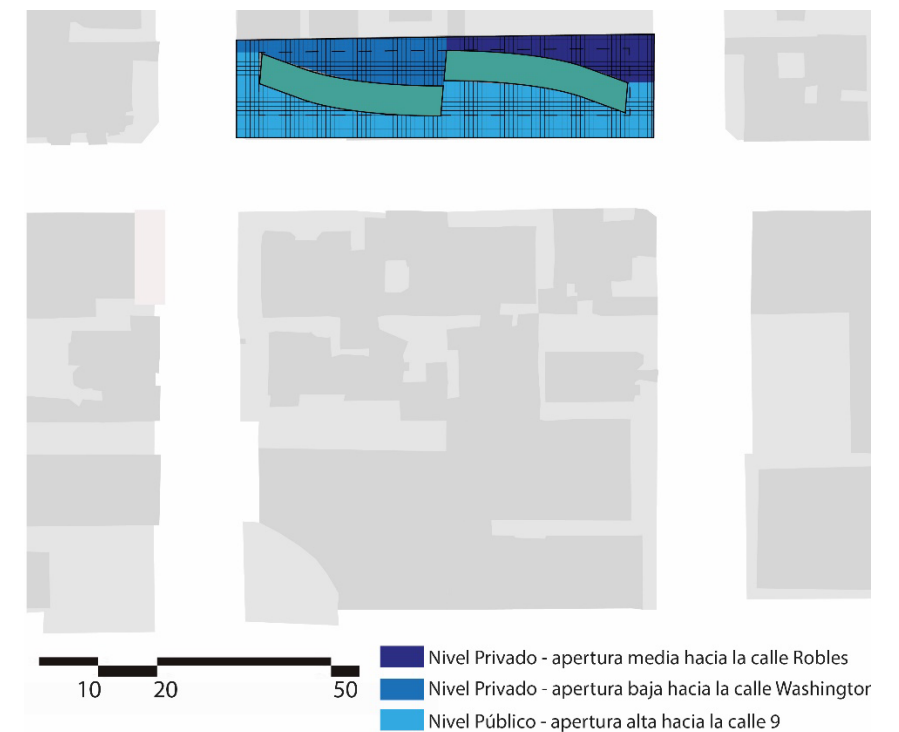 10 20 50
Nivel Privado - apertura media hacia la calle Robles
Nivel Privado - apertura baja hacia la calle Washington
Nivel Público - apertura alta hacia la calle 9